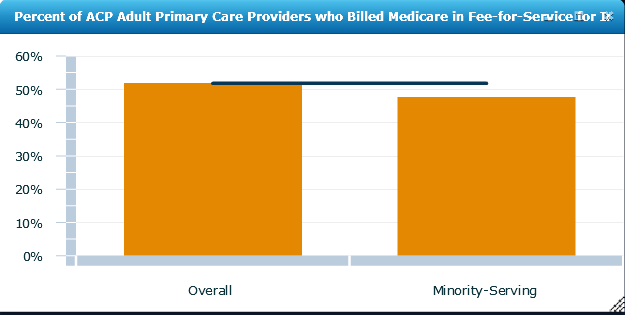 Percent of ACP Adult Primary Care Providers who Billed Medicare in Fee-for-Service for
60%
50%
40%
30%
20%
10%
0%
Overall
Minority-Serving